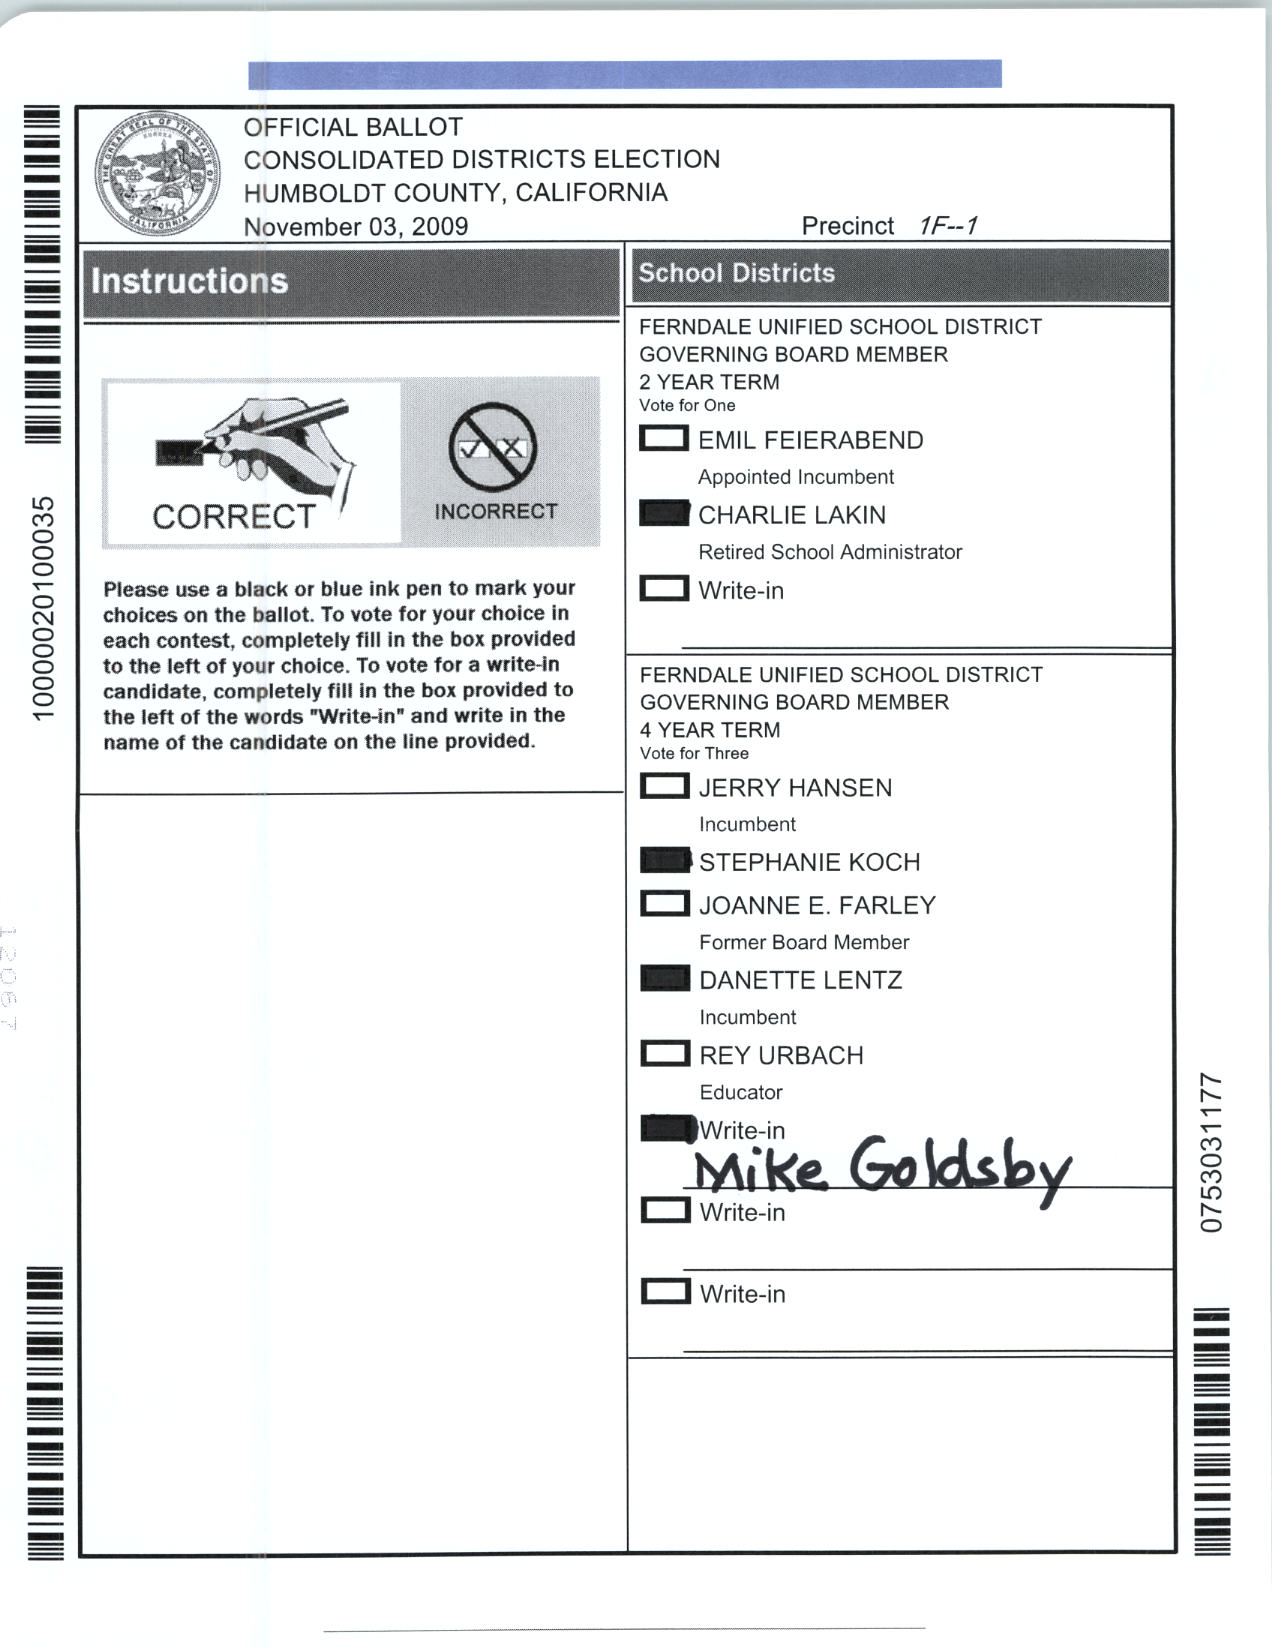 OFFICIAL BALLOT
CONSOLIDATED DISTRICTS ELECTION
HUMBOLDT COUNTY, CALIFORNIA
November 03, 2009
Precinct 1F--1
Instructions
CORRECT
INCORRECT
Please use a black or blue ink pen to mark your
choices on the ballot. To vote for your choice in
each contest, completely fill in the box provided
to the left of your choice. To vote for a write-in
candidate, completely fill in the box provided to
the left of the words "Write-in" and write in the
name of the candidate on the line provided.
School Districts
FERNDALE UNIFIED SCHOOL DISTRICT
GOVERNING BOARD MEMBER
2 YEAR TERM
Vote for One
EMIL FEIERABEND
Appointed Incumbent
CHARLIE LAKIN
Retired School Administrator
Write-in
FERNDALE UNIFIED SCHOOL DISTRICT
GOVERNING BOARD MEMBER
4 YEAR TERM
Vote for Three
JERRY HANSEN
Incumbent
STEPHANIE KOCH
JOANNE E. FARLEY
Former Board Member
DANETTE LENTZ
Incumbent
REY URBACH
Educator
Write-in
Mike Goldsby
Write-in
Write-in
10000020100035
0753031177